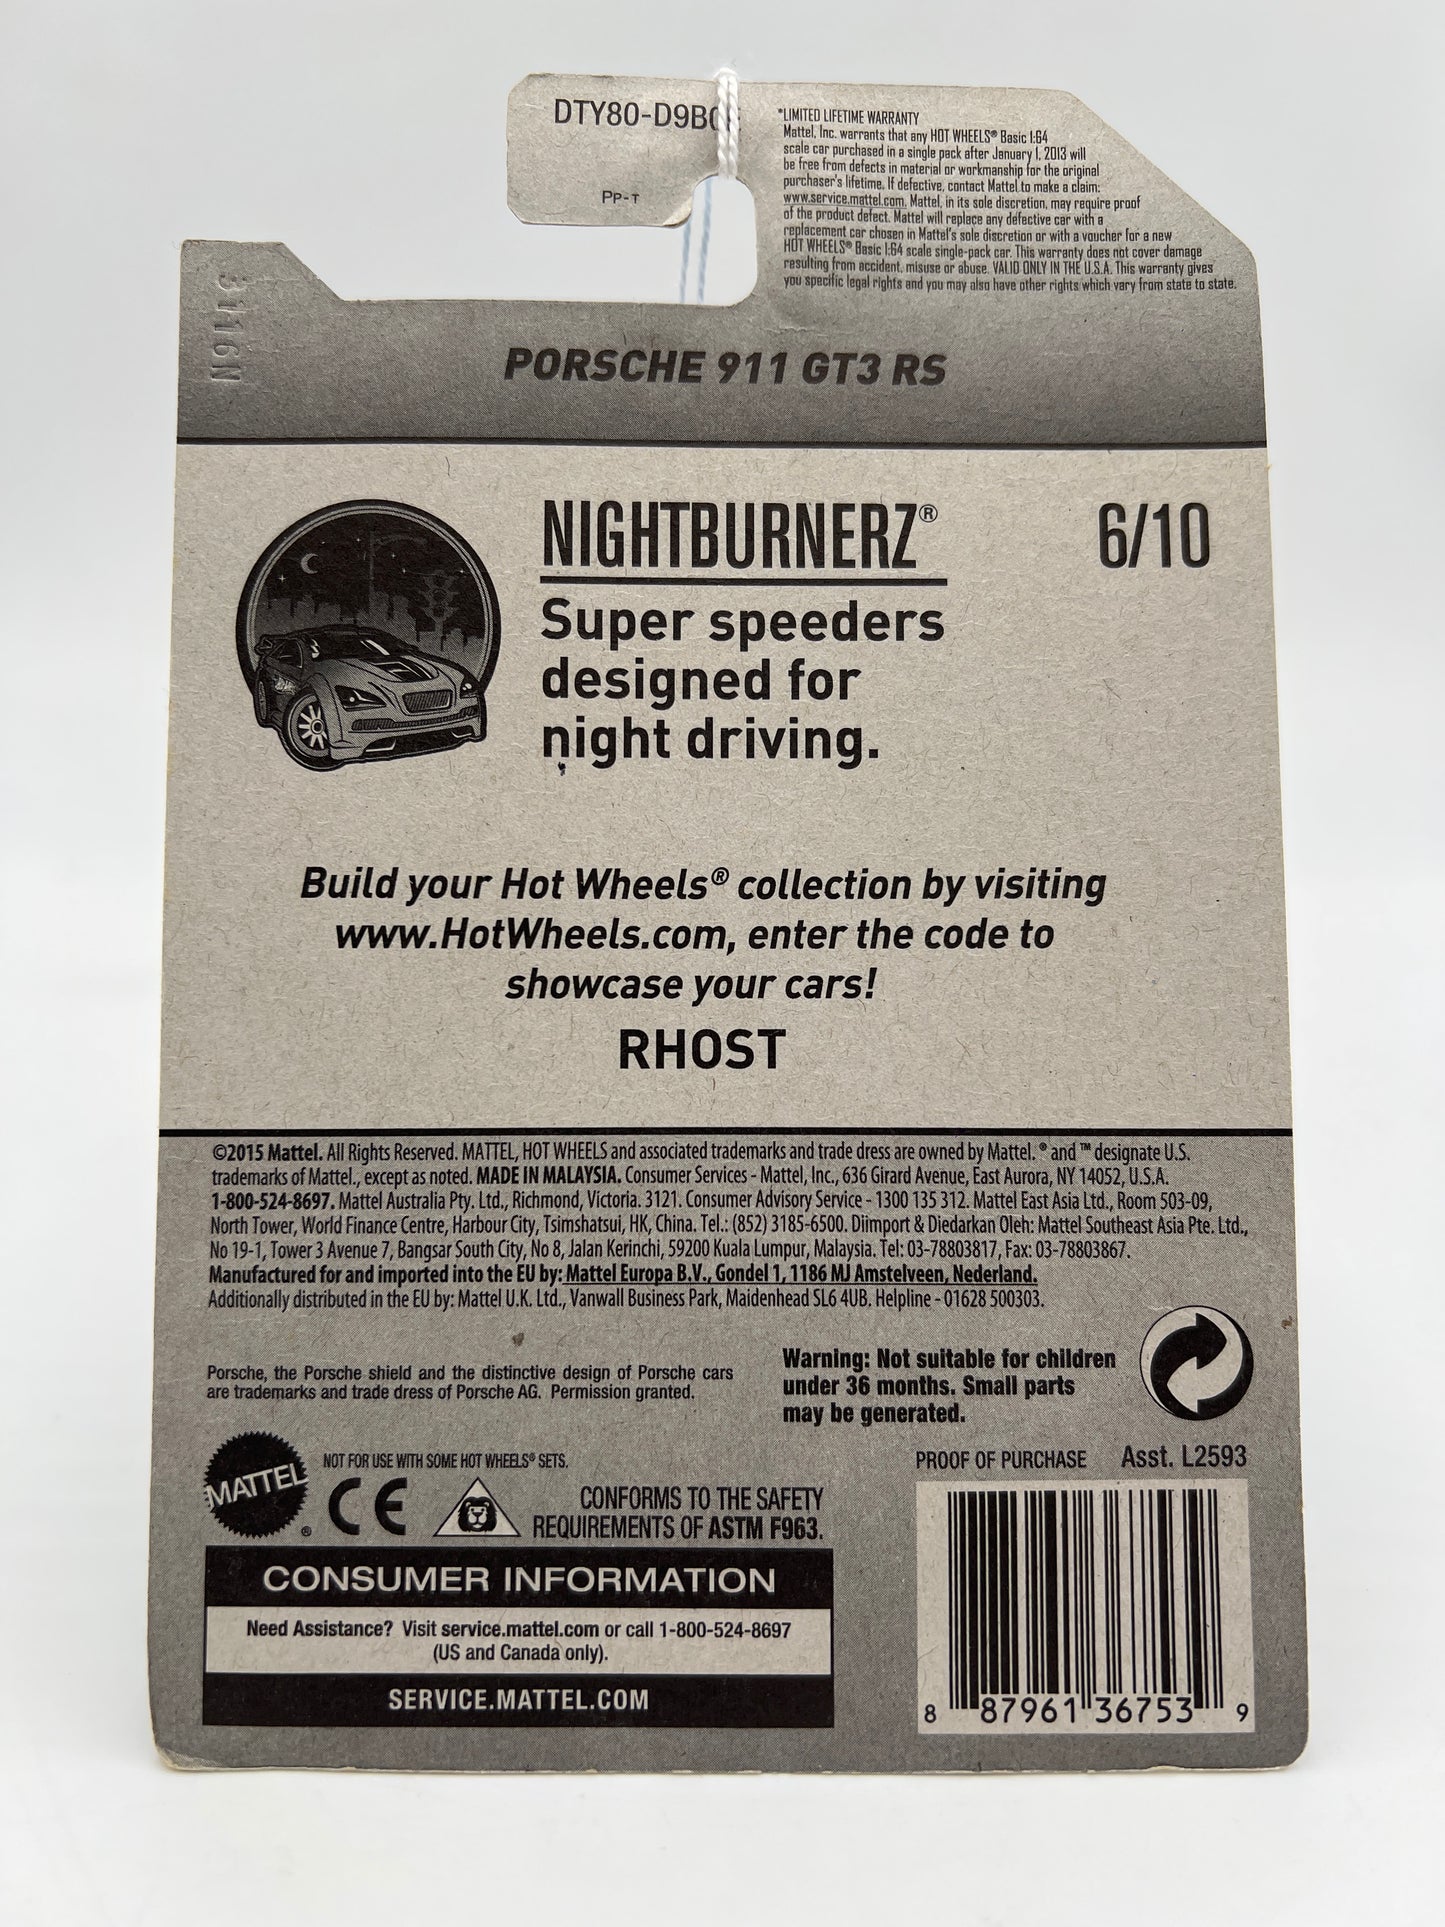 DTY80-D9B0
Pp-T
*LIMITED LIFETIME WARRANTY
Mattel, Inc. warrants that any HOT WHEELS® Basic 1:64
scale car purchased in a single pack after January 1, 2013 will
be free from defects in material or workmanship for the original
purchaser's lifetime. If defective, contact Mattel to make a claim:
www.service.mattel.com. Mattel, in its sole discretion, may require proof
of the product defect. Mattel will replace any defective car with a
replacement car chosen in Mattel's sole discretion or with a voucher for a new
HOT WHEELS® Basic 1:64 scale single-pack car. This warranty does not cover damage
resulting from accident, misuse or abuse. VALID ONLY IN THE U.S.A. This warranty gives
you specific legal rights and you may also have other rights which vary from state to state.
3116N
PORSCHE 911 GT3 RS
NIGHTBURNERZ®
6/10
Super speeders
designed for
night driving.
Build your Hot Wheels® collection by visiting
www.HotWheels.com, enter the code to
showcase your cars!
RHOST
©2015 Mattel. All Rights Reserved. MATTEL, HOT WHEELS and associated trademarks and trade dress are owned by Mattel. ® and ™ designate U.S.
trademarks of Mattel, except as noted. MADE IN MALAYSIA. Consumer Services - Mattel, Inc., 636 Girard Avenue, East Aurora, NY 14052, U.S.A.
1-800-524-8697. Mattel Australia Pty. Ltd., Richmond, Victoria. 3121. Consumer Advisory Service - 1300 135 312. Mattel East Asia Ltd., Room 503-09,
North Tower, World Finance Centre, Harbour City, Tsimshatsui, HK, China. Tel.: (852) 3185-6500. Diimport & Diedarkan Oleh: Mattel Southeast Asia Pte. Ltd.,
No 19-1, Tower 3 Avenue 7, Bangsar South City, No 8, Jalan Kerinchi, 59200 Kuala Lumpur, Malaysia. Tel: 03-78803817, Fax: 03-78803867.
Manufactured for and imported into the EU by: Mattel Europa B.V., Gondel 1, 1186 MJ Amstelveen, Nederland.
Additionally distributed in the EU by: Mattel U.K. Ltd., Vanwall Business Park, Maidenhead SL6 4UB. Helpline - 01628 500303.
Porsche, the Porsche shield and the distinctive design of Porsche cars
are trademarks and trade dress of Porsche AG. Permission granted.
Warning: Not suitable for children
under 36 months. Small parts
may be generated.
MATTEL®
NOT FOR USE WITH SOME HOT WHEELS® SETS.
CE
CONFORMS TO THE SAFETY
REQUIREMENTS OF ASTM F963.
PROOF OF PURCHASE Asst. L2593
CONSUMER INFORMATION
Need Assistance? Visit service.mattel.com or call 1-800-524-8697
(US and Canada only).
SERVICE.MATTEL.COM
8 87961 36753 9